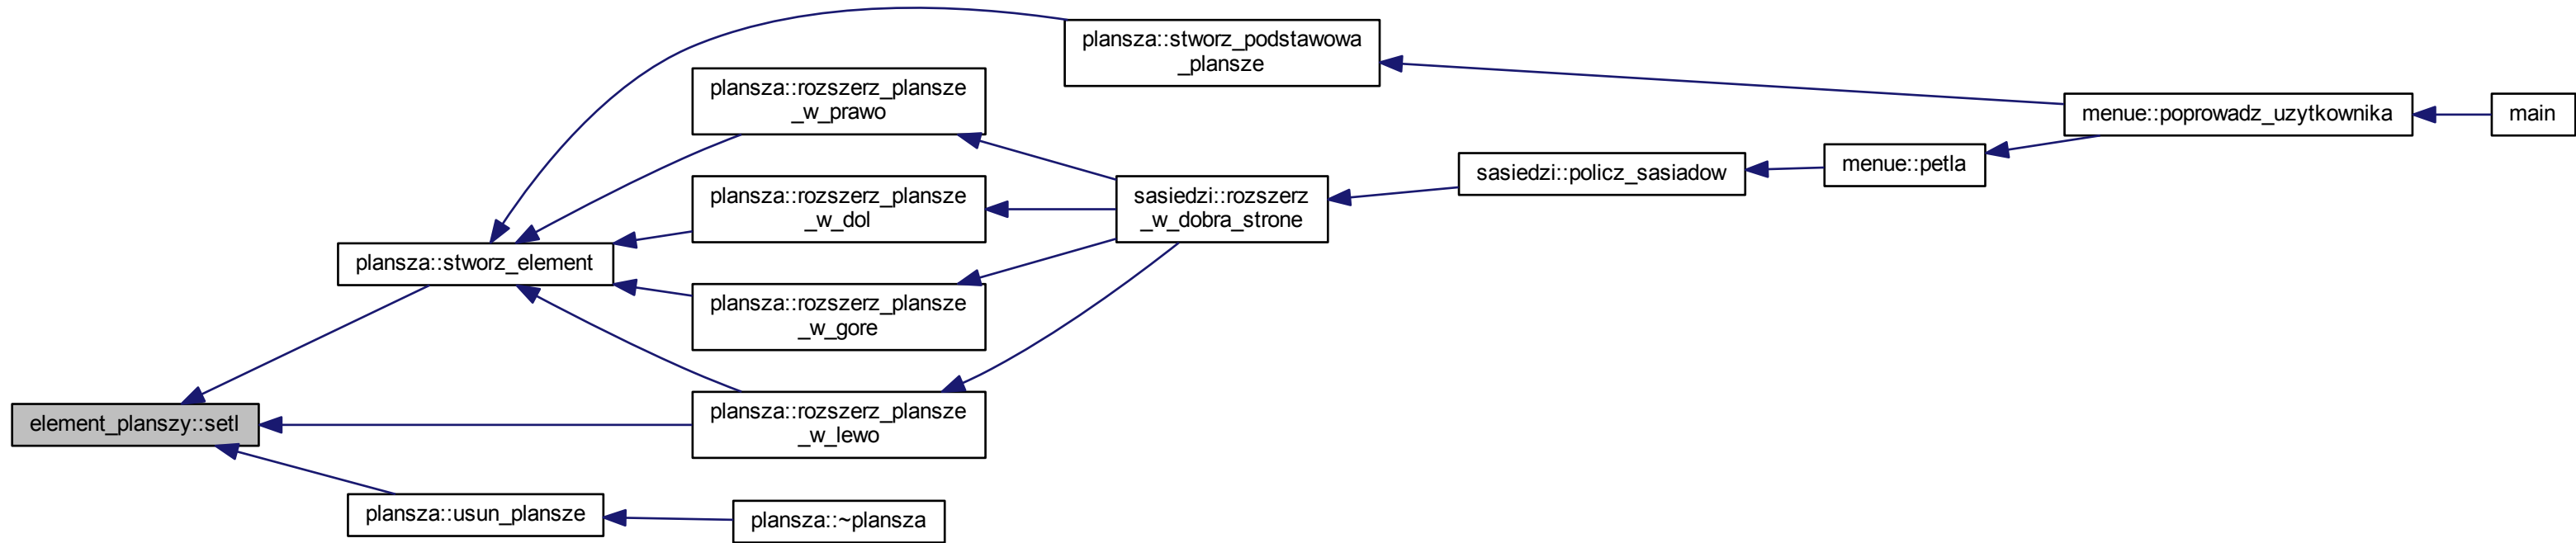 plansza::stworz_podstawowa
_plansze
plansza::rozszerz_plansze
_w_prawo
menue::poprowadz_uzytkownika
main
menue::petla
sasiedzi::policz_sasiadow
plansza::rozszerz_plansze
_w_dol
sasiedzi::rozszerz
_w_dobra_strone
plansza::stworz_element
plansza::rozszerz_plansze
_w_gore
plansza::rozszerz_plansze
_w_lewo
element_planszy::setl
plansza::usun_plansze
plansza::~plansza